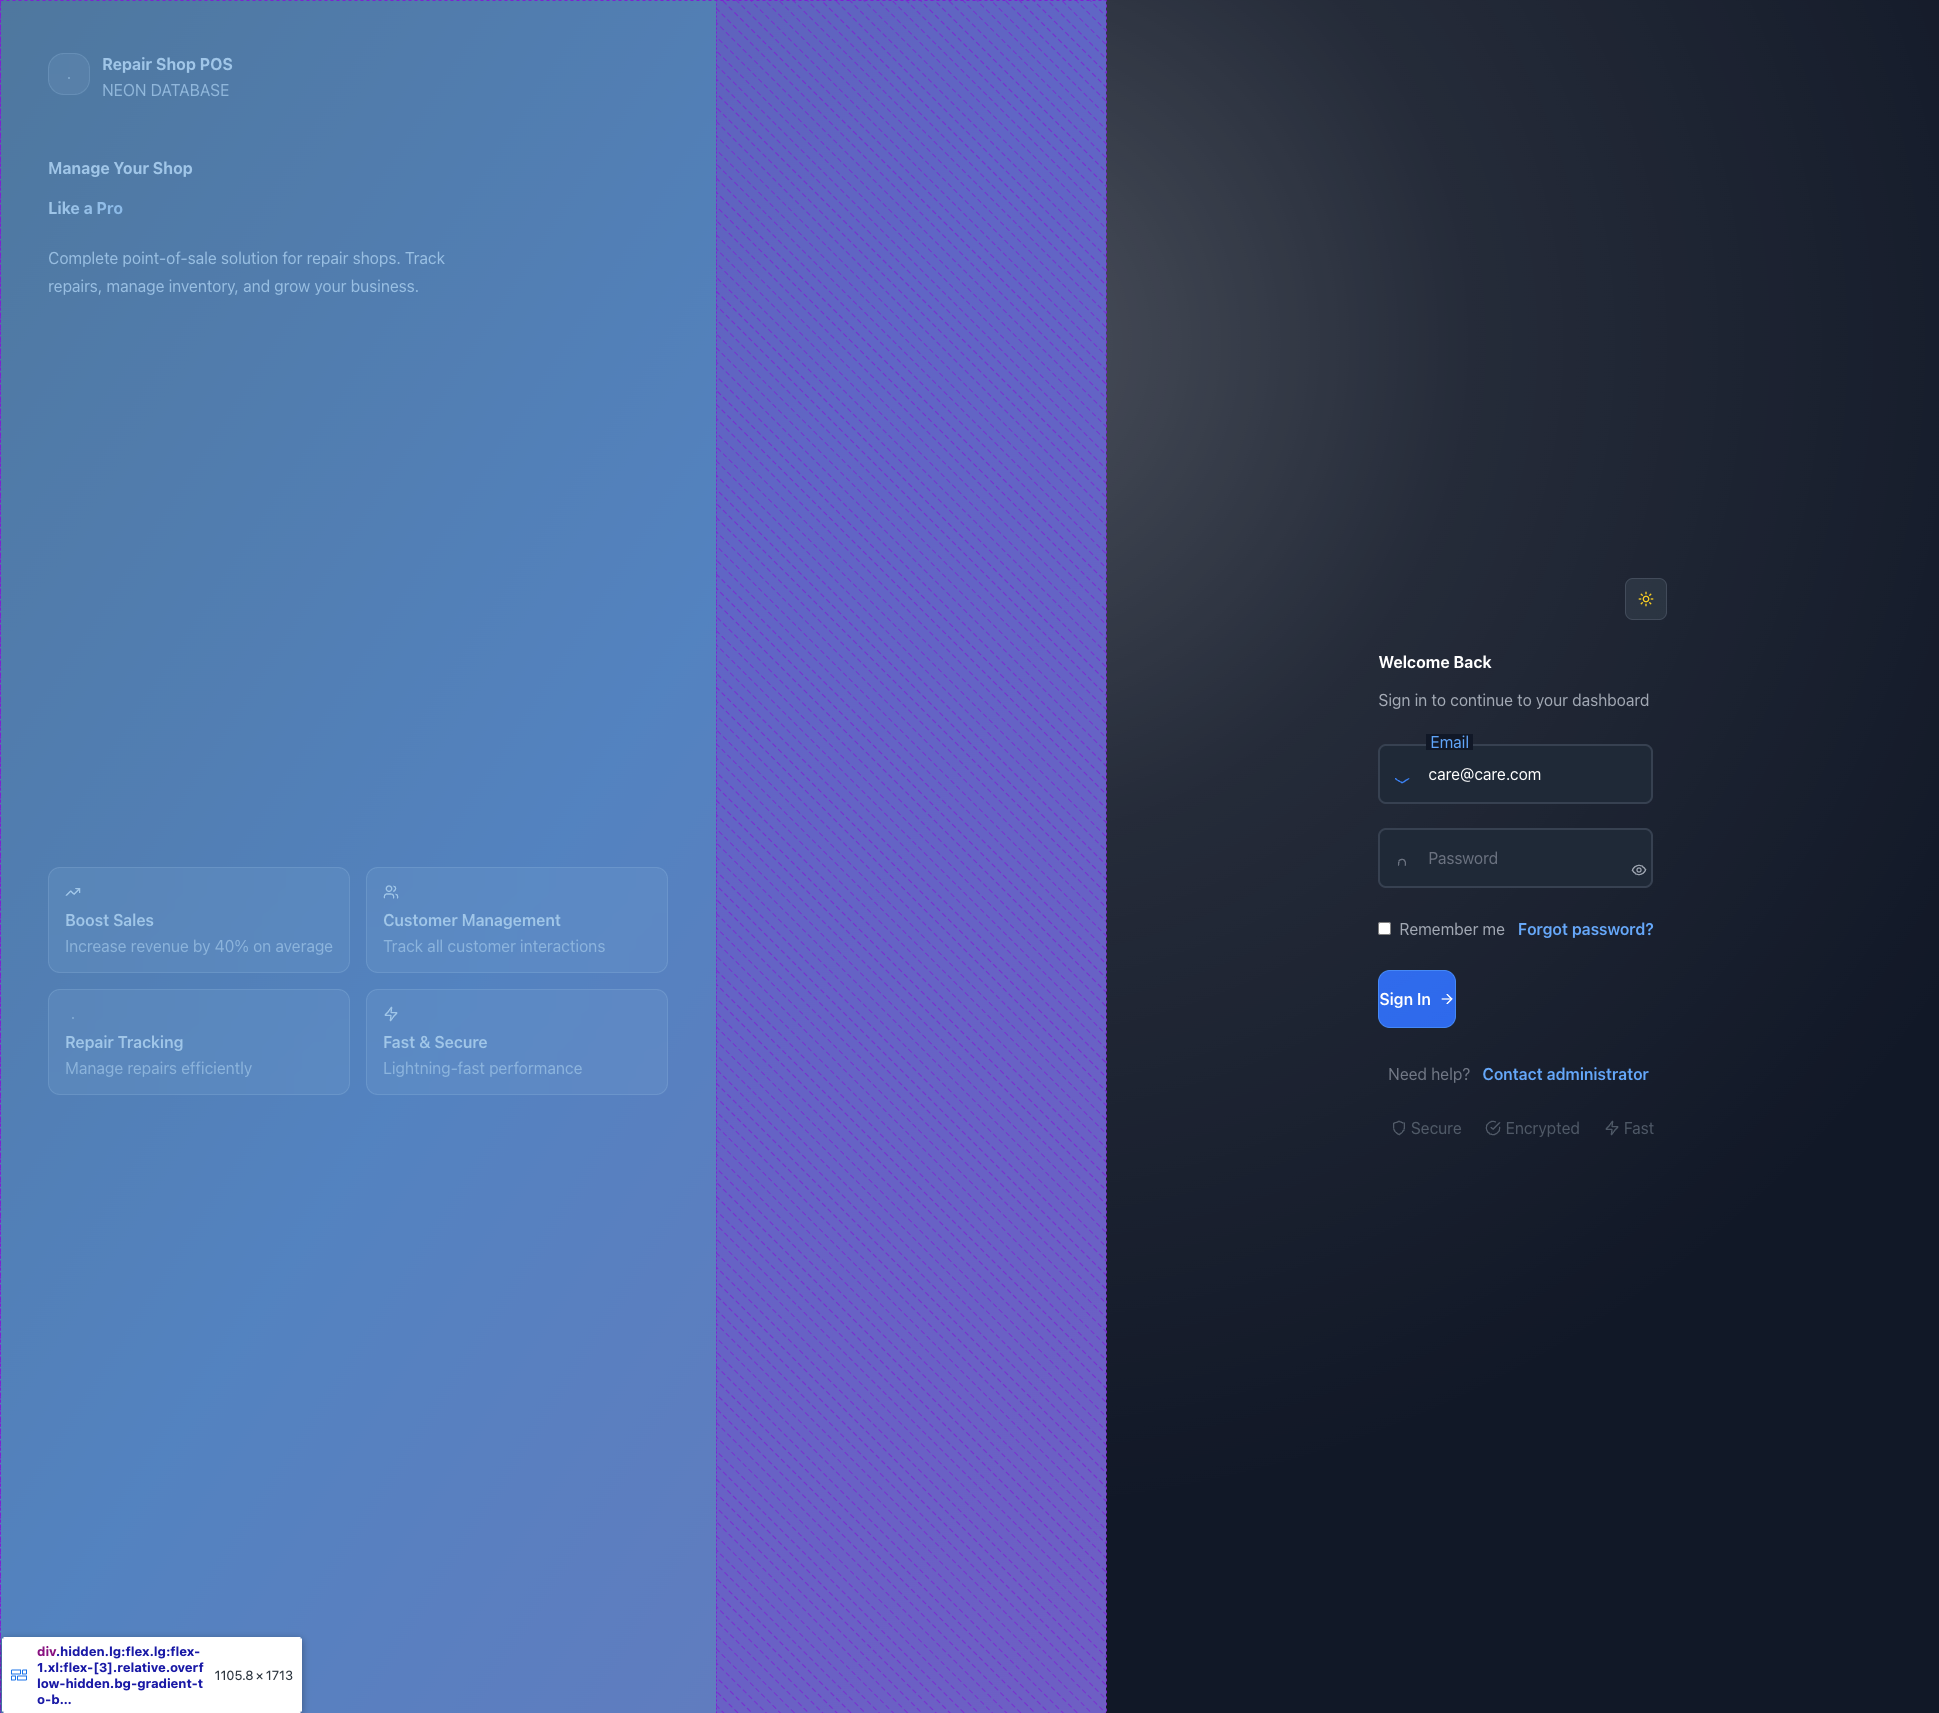 Repair Shop POS
NEON DATABASE
Manage Your Shop
Like a Pro
Complete point-of-sale solution for repair shops. Track
repairs, manage inventory, and grow your business.
Boost Sales
Increase revenue by 40% on average
Customer Management
Track all customer interactions
Repair Tracking
Manage repairs efficiently
Fast & Secure
Lightning-fast performance
div.hidden.lg:flex.lg:flex-
1.xl:flex-[3].relative.overf
low-hidden.bg-gradient-t
o-b...
1105.8 × 1713
Welcome Back
Sign in to continue to your dashboard
Email
care@care.com
Password
Remember me Forgot password?
Sign In
Need help? Contact administrator
Secure Encrypted Fast